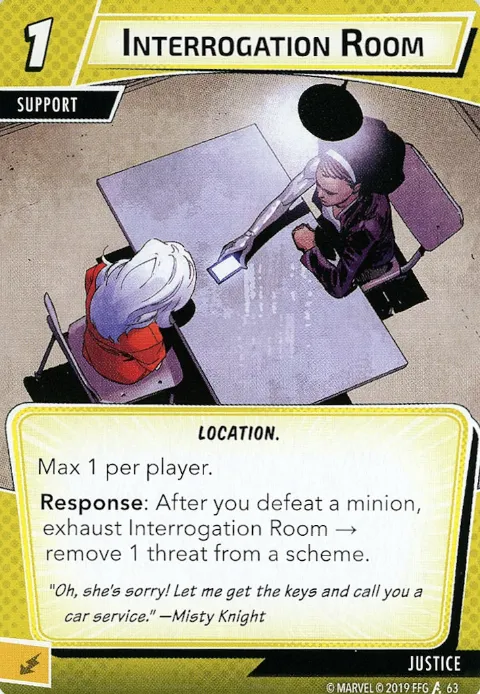 1
INTERROGATION ROOM
SUPPORT
LOCATION.
Max 1 per player.
Response: After you defeat a minion,
exhaust Interrogation Room →
remove 1 threat from a scheme.
"Oh, she's sorry! Let me get the keys and call you a
car service." —Misty Knight
JUSTICE
© MARVEL © 2019 FFG 63